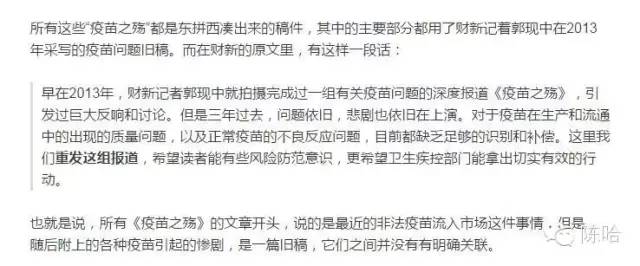 所有这些“疫苗之殇”都是东拼西凑出来的稿件，其中的主要部分都用了财新记着郭现中在2013
年采写的疫苗问题旧稿。而在财新的原文里，有这样一段话：
早在2013年，财新记者郭现中就拍摄完成过一组有关疫苗问题的深度报道《疫苗之殇》，引
发过巨大反响和讨论。但是三年过去，问题依旧，悲剧也依旧在上演。对于疫苗在生产和流通
中的出现的质量问题，以及正常疫苗的不良反应问题，目前都缺乏足够的识别和补偿。这里我
们重发这组报道，希望读者能有些风险防范意识，更希望卫生疾控部门能拿出切实有效的行
动。
也就是说，所有《疫苗之殇》的文章开头，说的是最近的非法疫苗流入市场这件事情，但是
随后附上的各种疫苗引起的惨剧，是一篇旧稿，它们之间并没有有明确关联。
陈哈